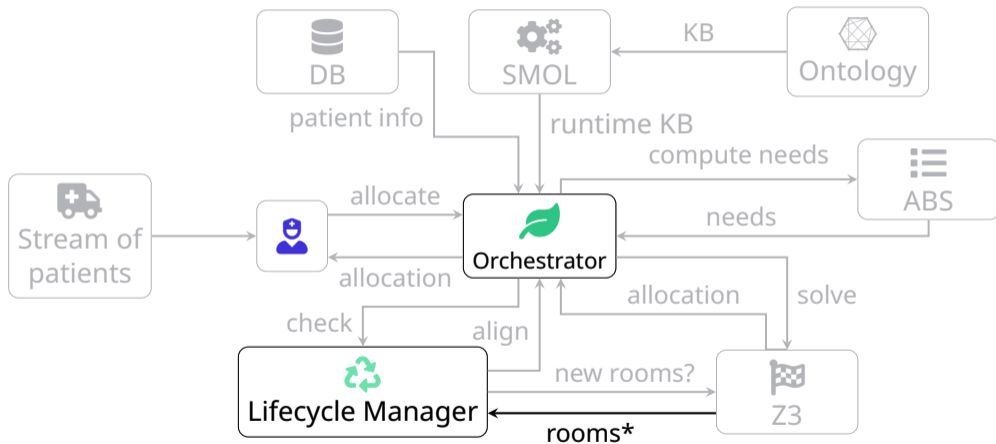 DB
SMOL
KB
Ontology
patient info
runtime KB
compute needs
ABS
Stream of
patients
allocate
needs
Orchestrator
allocation
allocation
solve
check
align
new rooms?
Lifecycle Manager
Z3
rooms*